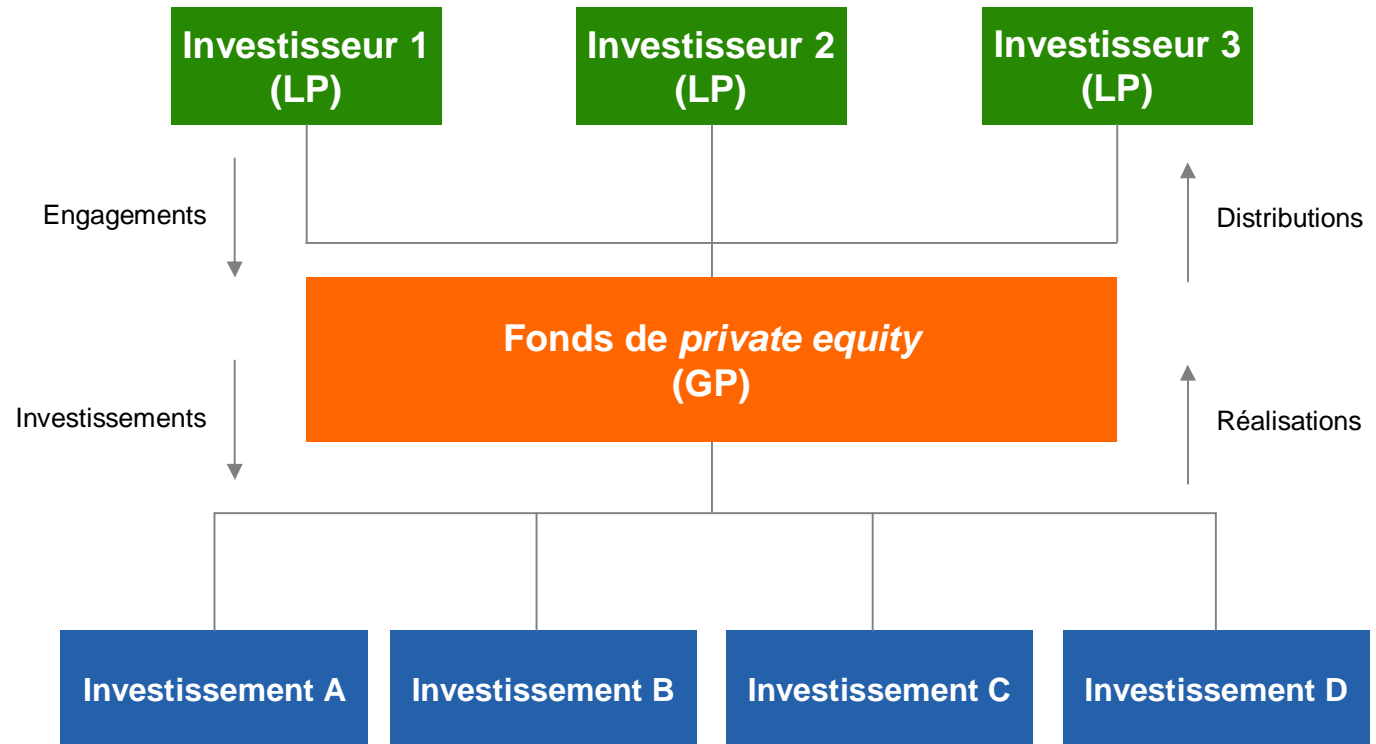 Investisseur 1
(LP)
Investisseur 2
(LP)
Investisseur 3
(LP)
Engagements
Distributions
Fonds de private equity
(GP)
Investissements
Réalisations
Investissement A
Investissement B
Investissement C
Investissement D